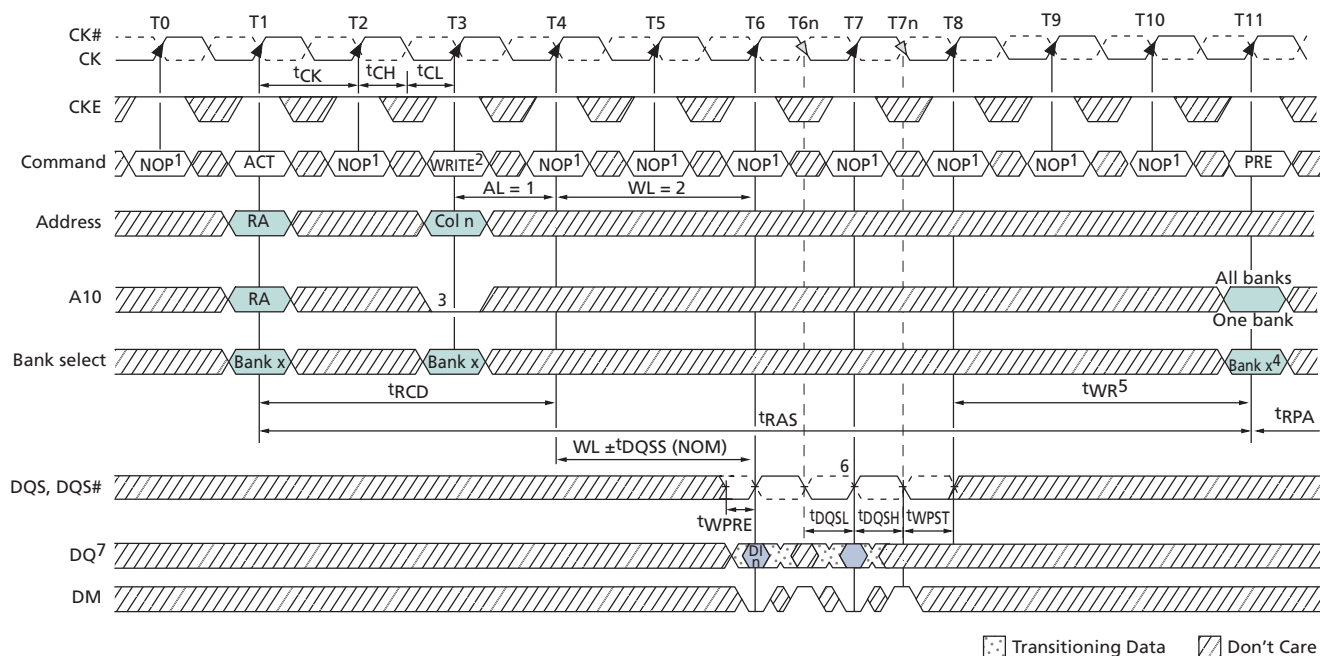 T0 T1 T2 T3 T4 T5 T6 T6n T7 T7n T8 T9 T10 T11
CK#
CK
tCK tCH tCL
CKE
Command NOP1 ACT NOP1 WRITE2 NOP1 NOP1 NOP1 NOP1 NOP1 NOP1 NOP1 PRE
AL = 1 WL = 2
Address RA Col n
All banks
A10 RA 3
One bank
Bank select Bank x Bank x Bank x4
tRCD tWR5
tRAS tRPA
WL ±tDQSS (NOM)
6
DQS, DQS#
tWPRE tDQSL tDQSH tWPST
DQ7 DI
n
DM
Transitioning Data Don't Care